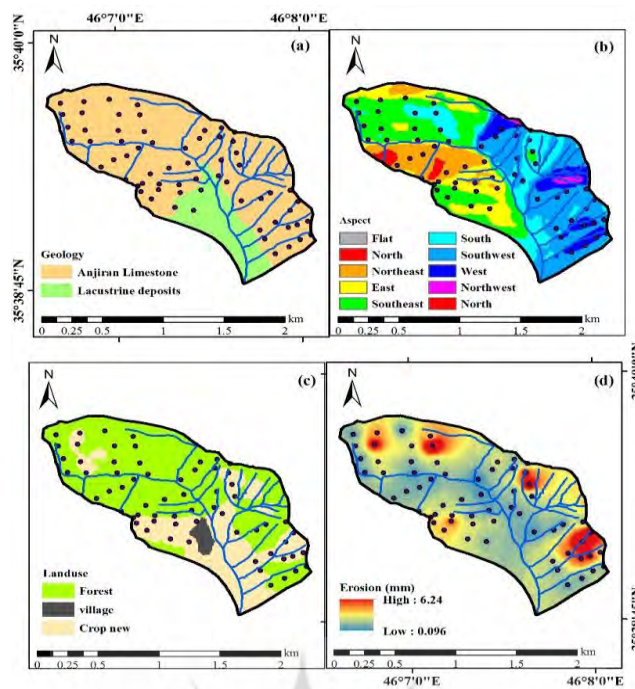 46°7'0"E 46°8'0"E
35°40'0"N
N
(a)
Geology
Anjiran Limestone
Lacustrine deposits
35°38'45"N
0 0.25 0.5 1 1.5 2
km
N
(b)
Aspect
Flat
North
Northeast
East
Southeast
South
Southwest
West
Northwest
North
0 0.25 0.5 1 1.5 2
km
N
(c)
Landuse
Forest
village
Crop new
0 0.25 0.5 1 1.5 2
km
N
(d)
Erosion (mm)
High : 6.24
Low : 0.096
0 0.25 0.5 1 1.5 2
km
46°7'0"E 46°8'0"E